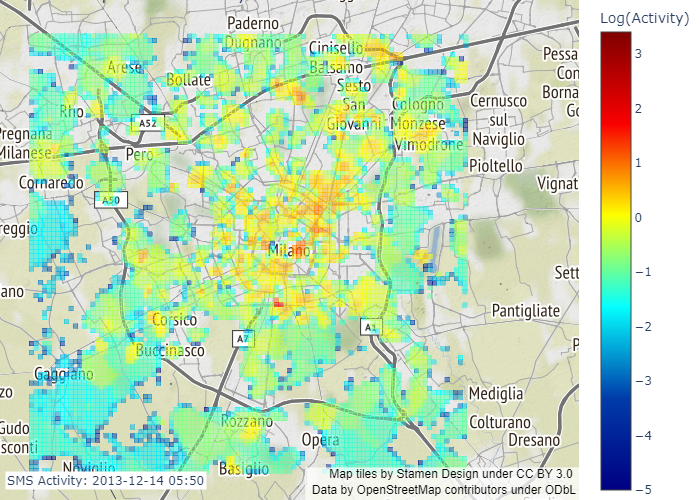 Log(Activity)
3
2
1
0
−1
−2
−3
−4
−5
Paderno
Dugnano
Cinisello
Balsamo
Arese
Bollate
Sesto
San
Giovanni
Cologno
Monzese
Vimodrone
Pessa
Con
Borna
Go
Cernusco
sul
Naviglio
Rho
A52
Pregnana
Milanese
Pero
Pioltello
Cornaredo
A50
Vignat
reggio
Milano
Sett
ano
Pantigliate
Corsico
A7
A1
P
Buccinasco
Gaggiano
zo
Mediglia
Gudo
sconti
Rozzano
Opera
Colturano
Dresano
Noviglio
Basiglio
SMS Activity: 2013-12-14 05:50
Map tiles by Stamen Design under CC BY 3.0
Data by OpenStreetMap contributors under ODbL